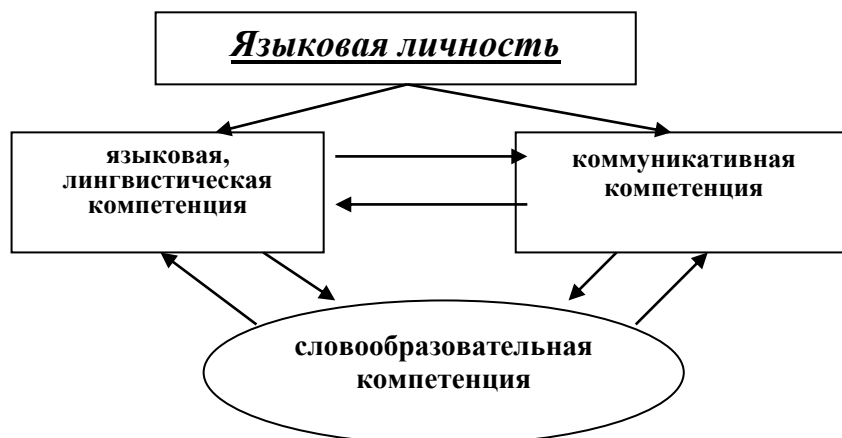 Языковая личность
языковая,
лингвистическая
компетенция
коммуникативная
компетенция
словообразовательная
компетенция